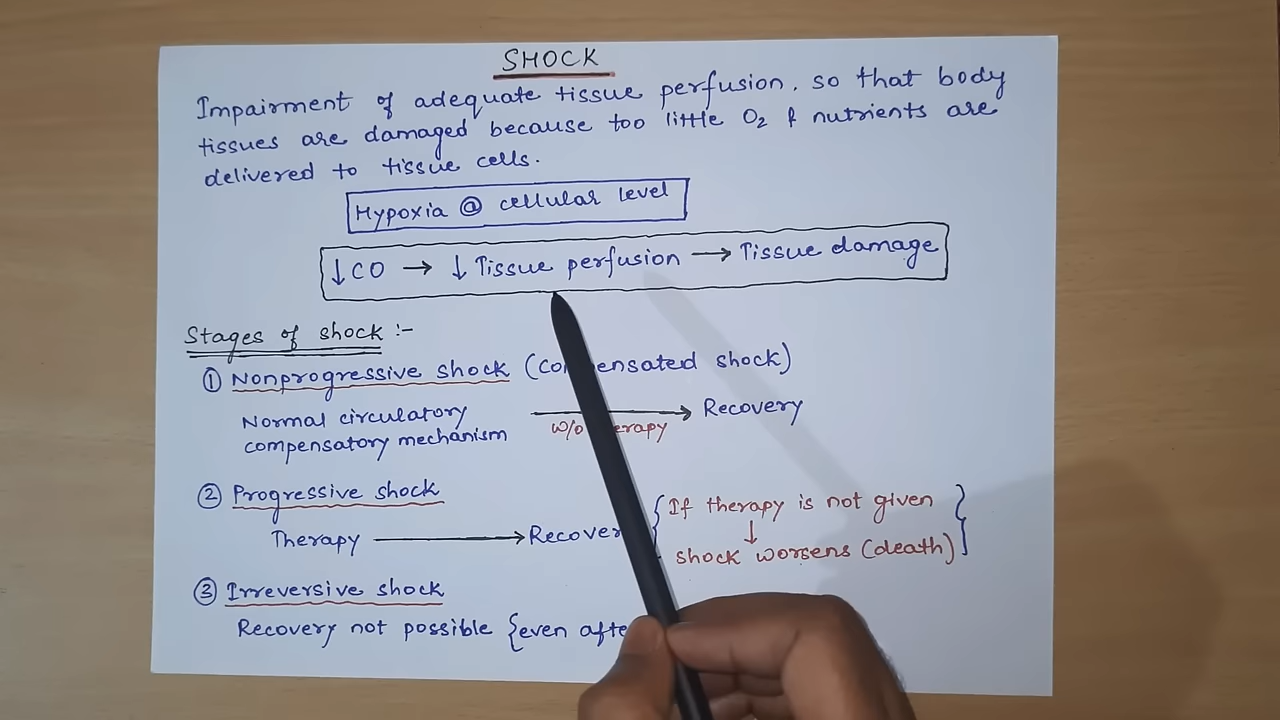 SHOCK
Impairment of adequate tissue perfusion. so that body
tissues are damaged because too little O2 & nutrients are
delivered to tissue cells.
Hypoxia @ cellular level
↓CO → ↓ Tissue perfusion → Tissue damage
Stages of shock :-
① Nonprogressive shock (compensated shock)
Normal circulatory
compensatory mechanism
w/o therapy
→ Recovery
② Progressive shock
Therapy → Recover
{If therapy is not given
↓
shock worsens (death)}
③ Irreversive shock
Recovery not possible {even afte